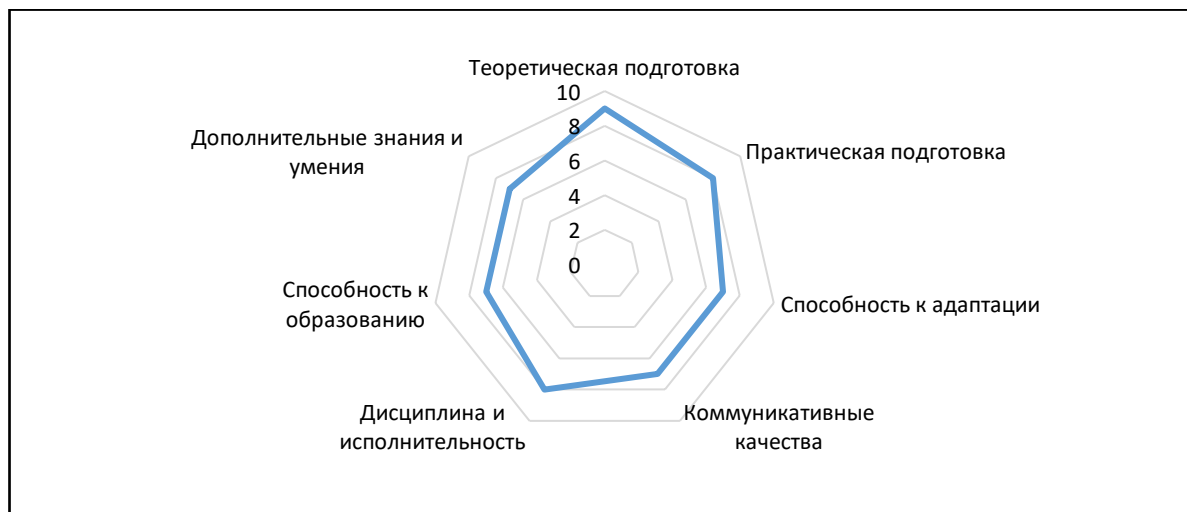 Теоретическая подготовка
10
8
6
4
2
0
Практическая подготовка
Способность к адаптации
Коммуникативные
качества
Дисциплина и
исполнительность
Способность к
образованию
Дополнительные знания и
умения